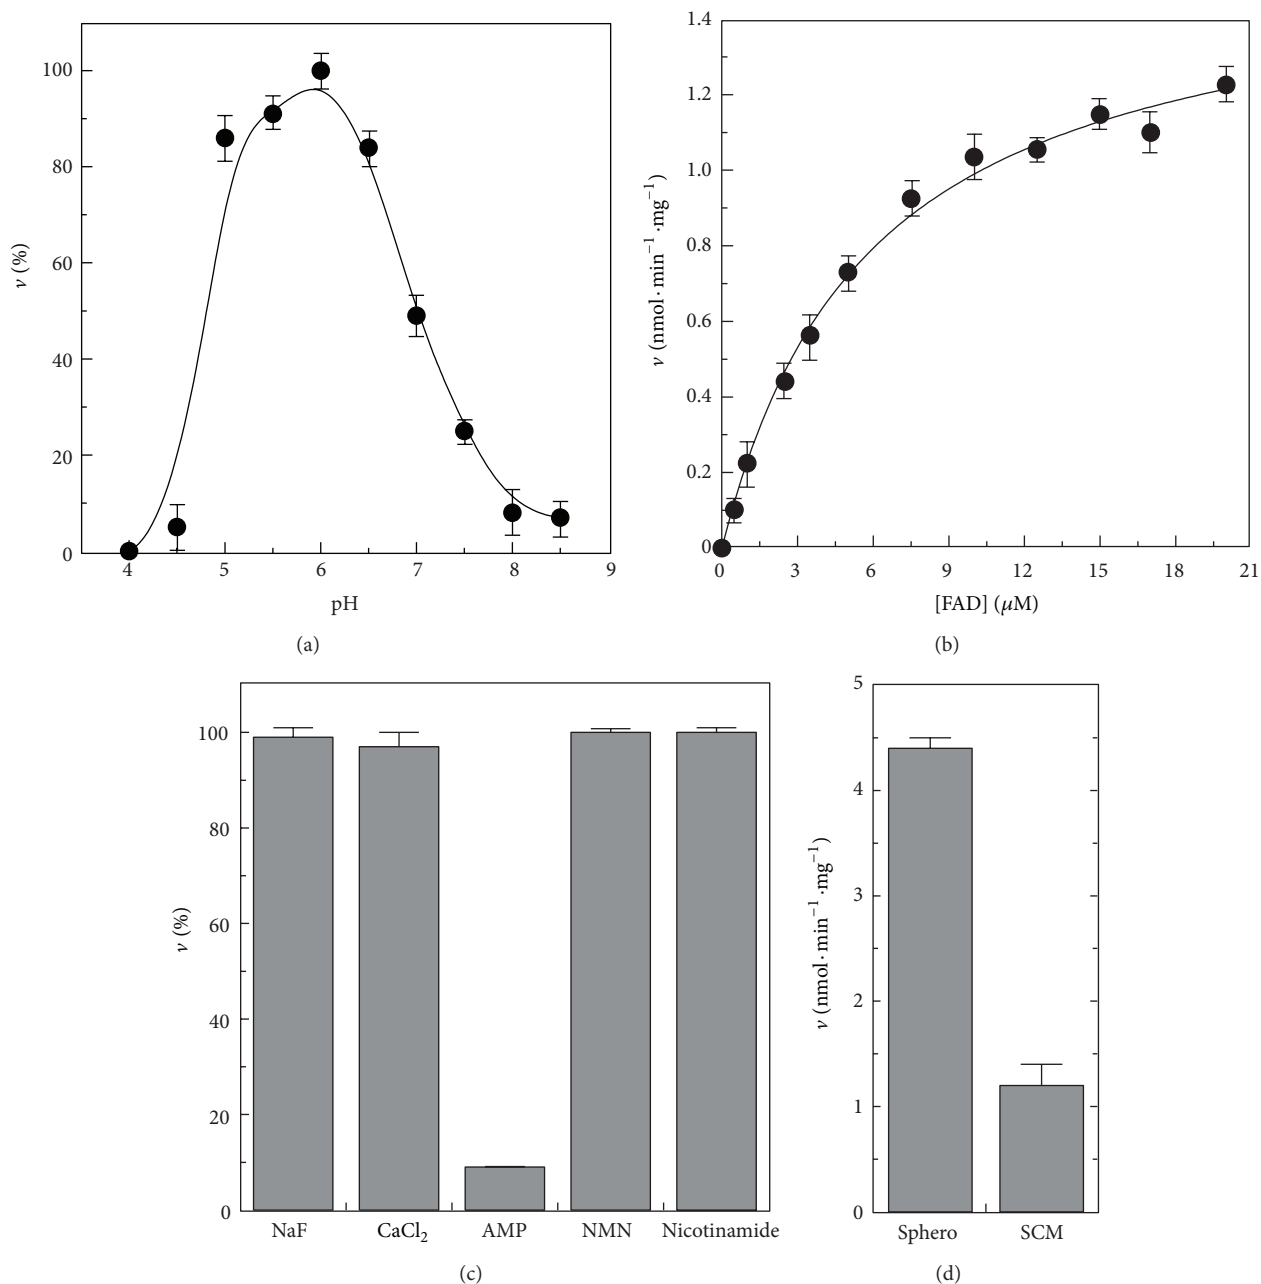 100
80
60
40
20
0
ν (%)
4 5 6 7 8 9
pH
(a)
1.4
1.2
1.0
0.8
0.6
0.4
0.2
0
ν (nmol·min⁻¹·mg⁻¹)
0 3 6 9 12 15 18 21
[FAD] (μM)
(b)
100
80
60
40
20
0
ν (%)
NaF CaCl₂ AMP NMN Nicotinamide
(c)
5
4
3
2
1
0
ν (nmol·min⁻¹·mg⁻¹)
Sphero SCM
(d)